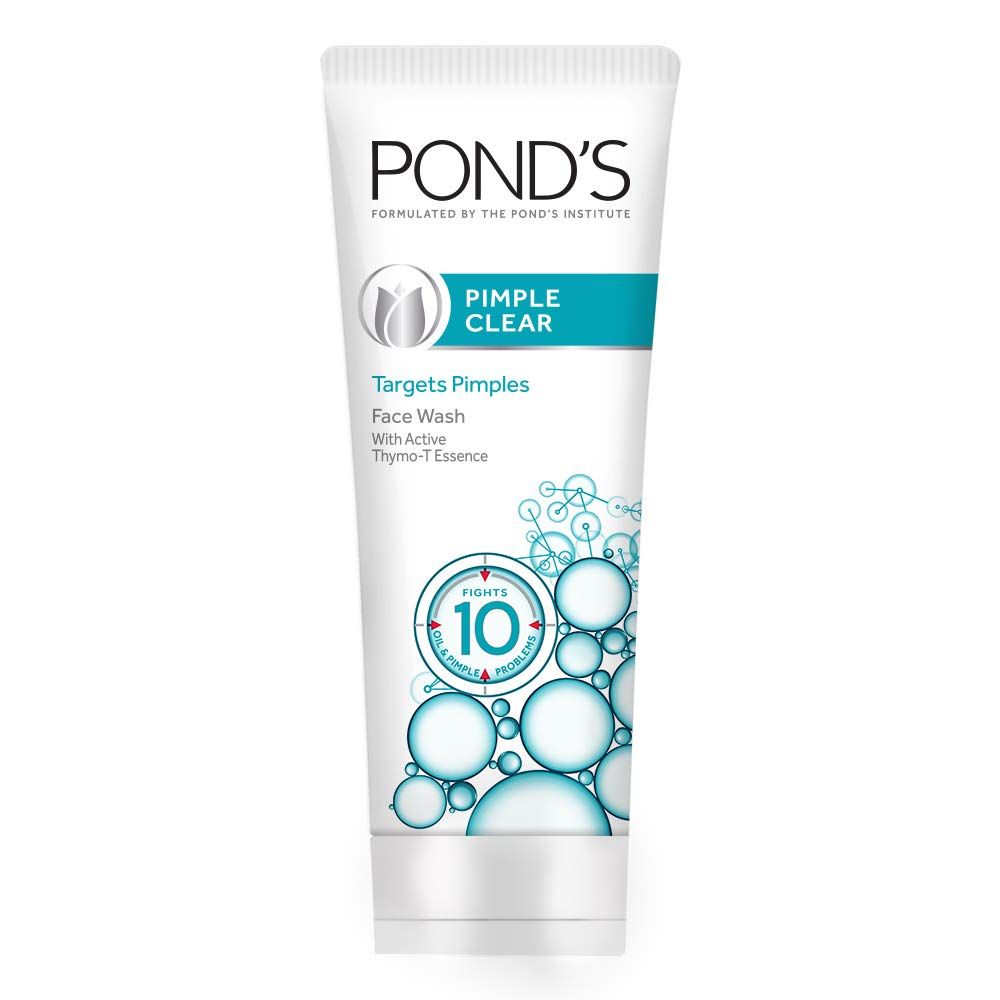 POND'S
FORMULATED BY THE POND'S INSTITUTE
PIMPLE
CLEAR
Targets Pimples
Face Wash
With Active
Thymo-T Essence
FIGHTS
10
OIL & PIMPLE PROBLEMS